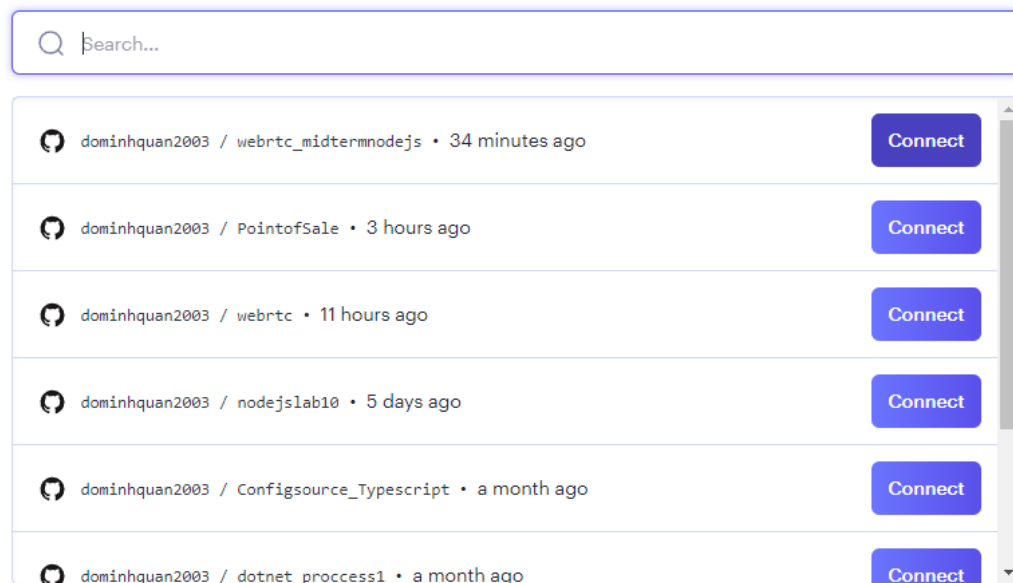 Search...
dominhquan2003 / webrtc_midtermnodejs • 34 minutes ago Connect
dominhquan2003 / PointofSale • 3 hours ago Connect
dominhquan2003 / webrtc • 11 hours ago Connect
dominhquan2003 / nodejslab10 • 5 days ago Connect
dominhquan2003 / Configsource_Typescript • a month ago Connect
dominhquan2003 / dotnet_proccess1 • a month ago Connect